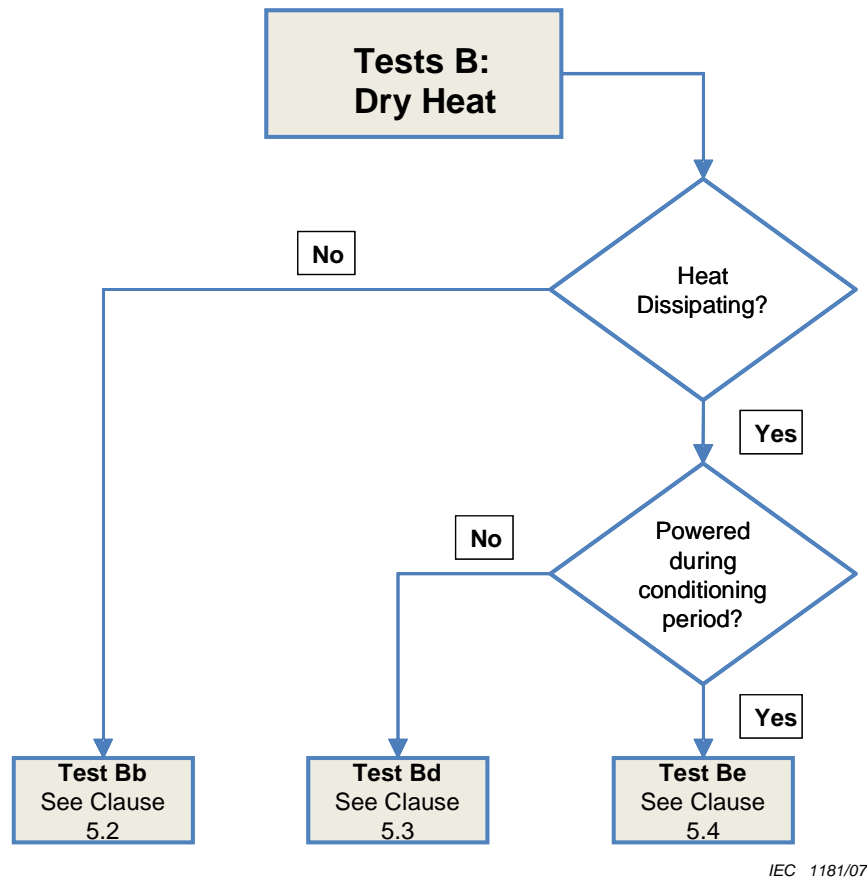 Tests B:
Dry Heat
No
Heat
Dissipating?
Yes
No
Powered
during
conditioning
period?
Yes
Test Bb
See Clause
5.2
Test Bd
See Clause
5.3
Test Be
See Clause
5.4
IEC 1181/07